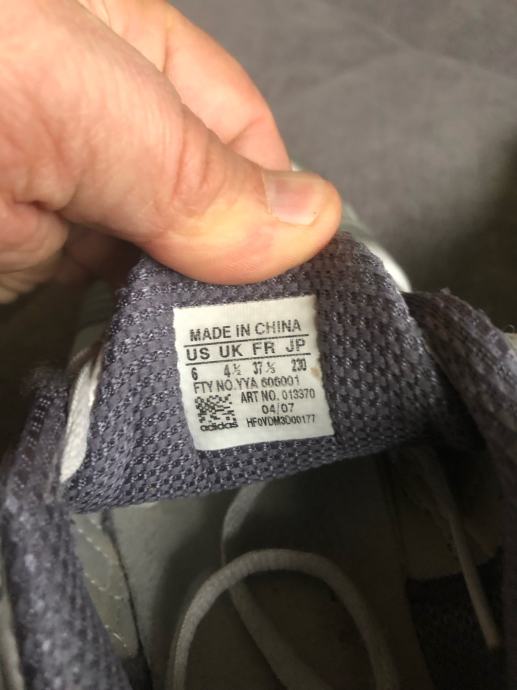 MADE IN CHINA
US UK FR JP
6 4½ 37⅓ 230
FTY NO.YYA 606001
ART NO. 013370
04/07
adidas HF0VDM3D00177